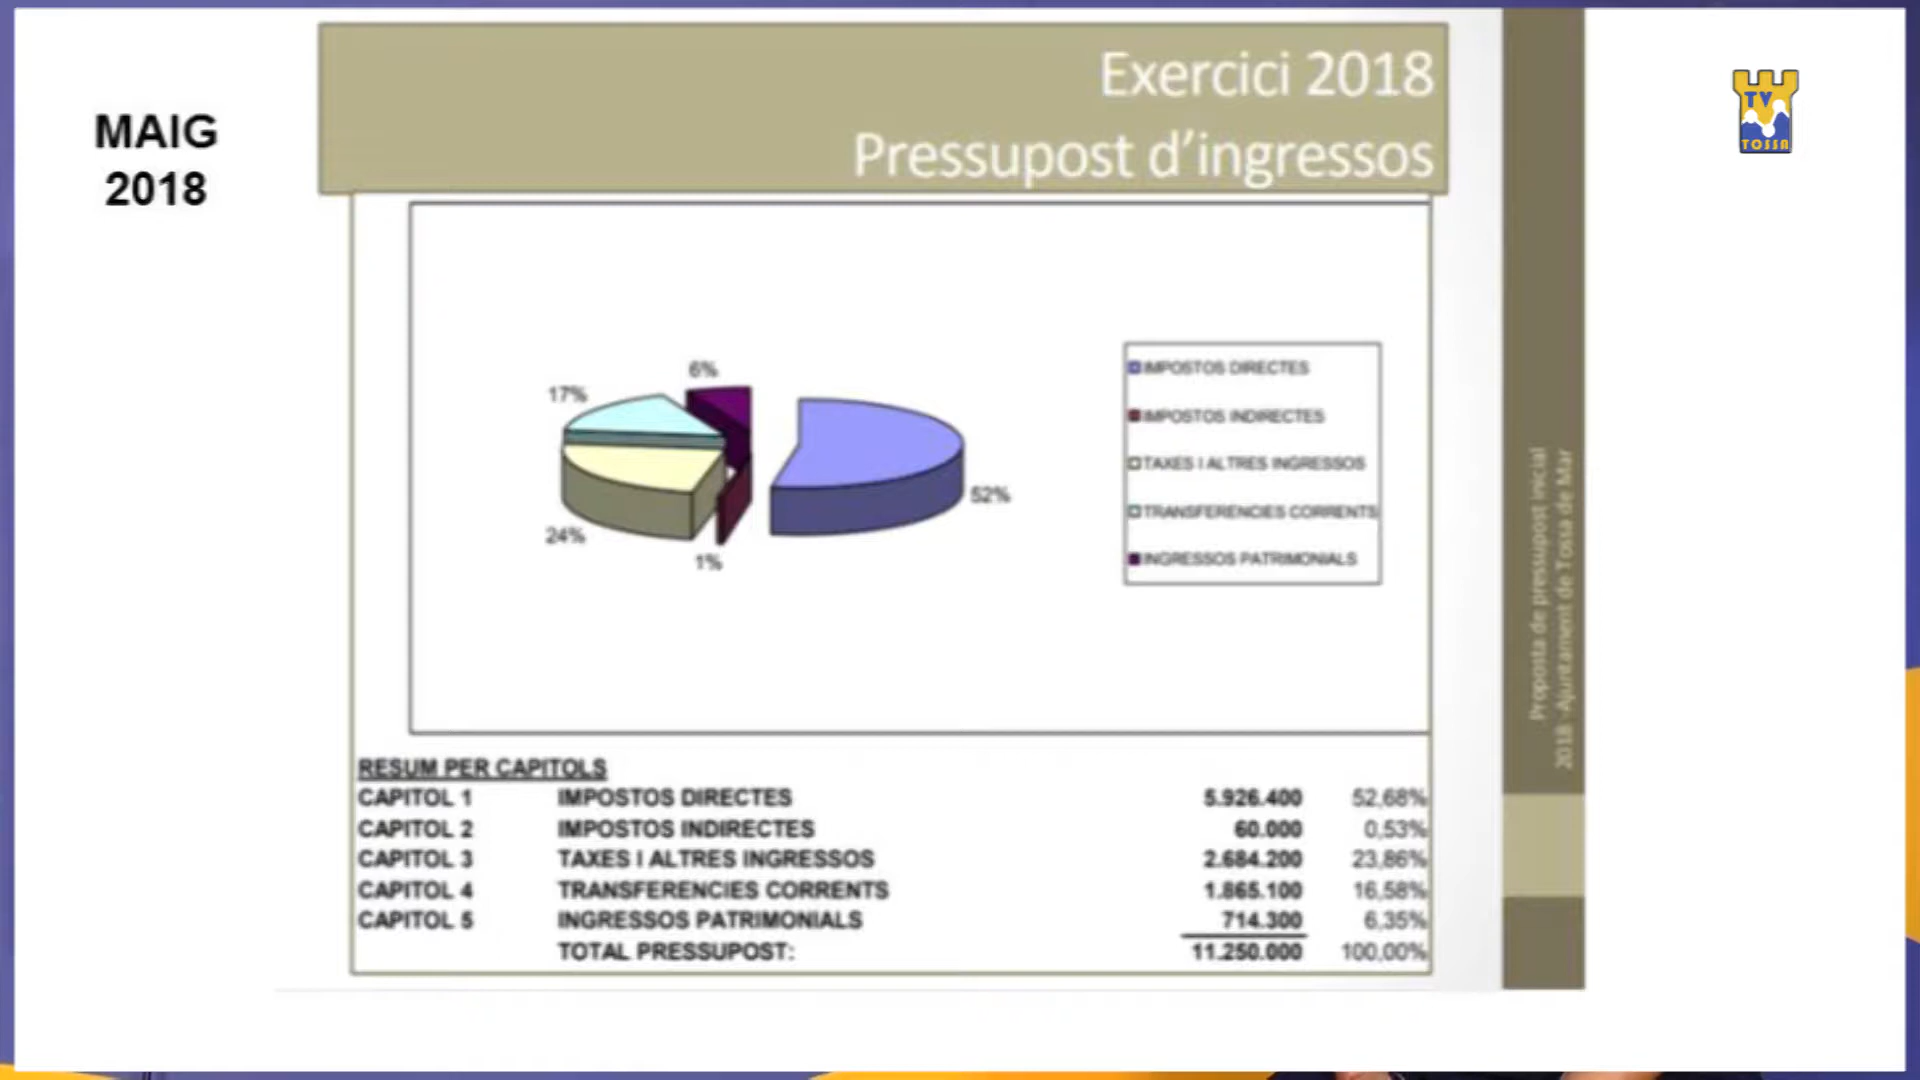 MAIG
2018
Exercici 2018
Pressupost d'ingressos
TV
TOSSA
6%
17%
52%
24%
1%
IMPOSTOS DIRECTES
IMPOSTOS INDIRECTES
TAXES I ALTRES INGRESSOS
TRANSFERENCIES CORRENTS
INGRESSOS PATRIMONIALS
Proposta de pressupost inicial
2018 -Ajuntament de Tossa de Mar
RESUM PER CAPITOLS
CAPITOL 1 IMPOSTOS DIRECTES 5.926.400 52,68%
CAPITOL 2 IMPOSTOS INDIRECTES 60.000 0,53%
CAPITOL 3 TAXES I ALTRES INGRESSOS 2.684.200 23,86%
CAPITOL 4 TRANSFERENCIES CORRENTS 1.865.100 16,58%
CAPITOL 5 INGRESSOS PATRIMONIALS 714.300 6,35%
TOTAL PRESSUPOST: 11.250.000 100,00%